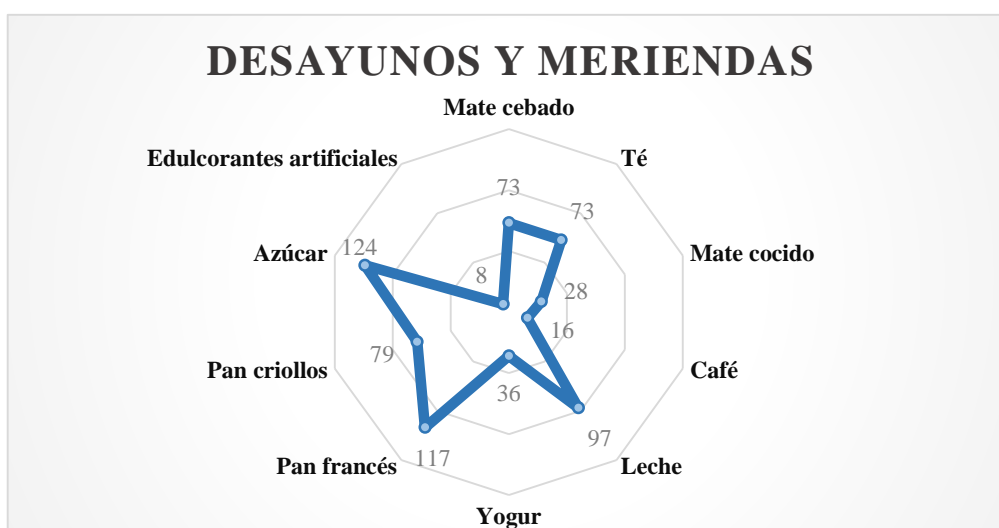 DESAYUNOS Y MERIENDAS
Mate cebado
Edulcorantes artificiales
Té
73
73
Azúcar
124
Mate cocido
8
28
16
79
Pan criollos
Café
36
97
Pan francés
117
Leche
Yogur